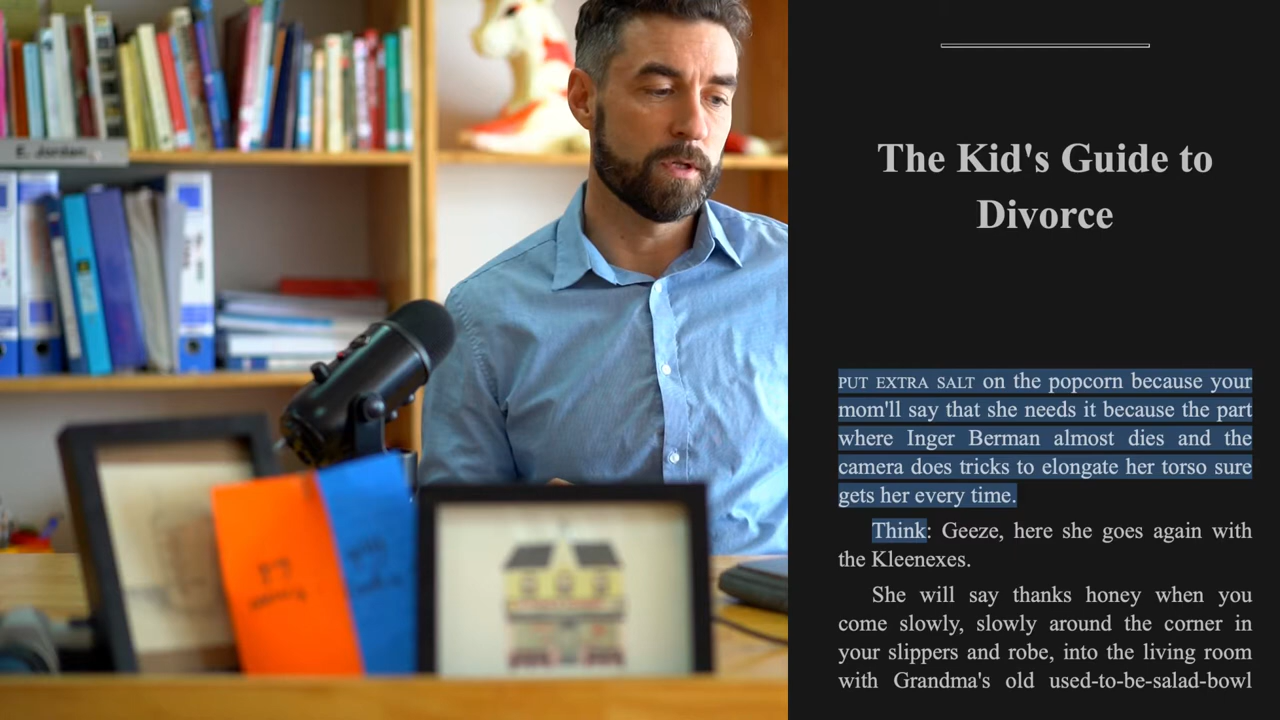 E. Jordan
The Kid's Guide to
Divorce
PUT EXTRA SALT on the popcorn because your
mom'll say that she needs it because the part
where Inger Berman almost dies and the
camera does tricks to elongate her torso sure
gets her every time.
Think: Geeze, here she goes again with
the Kleenexes.
She will say thanks honey when you
come slowly, slowly around the corner in
your slippers and robe, into the living room
with Grandma's old used-to-be-salad-bowl